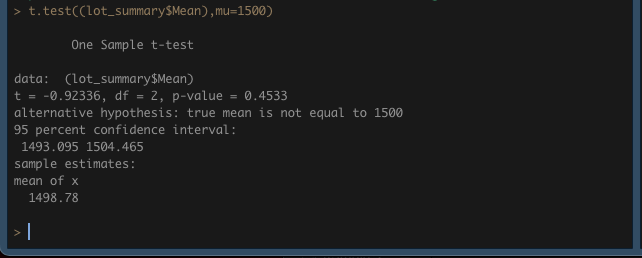 > t.test((lot_summary$Mean),mu=1500)
One Sample t-test
data:  (lot_summary$Mean)
t = -0.92336, df = 2, p-value = 0.4533
alternative hypothesis: true mean is not equal to 1500
95 percent confidence interval:
1493.095 1504.465
sample estimates:
mean of x
1498.78
>